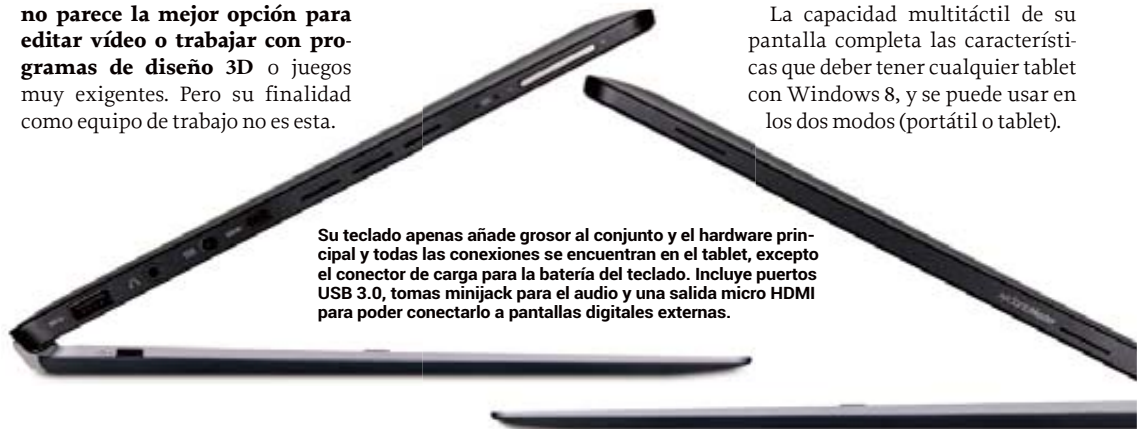 no parece la mejor opción para
editar vídeo o trabajar con pro-
gramas de diseño 3D o juegos
muy exigentes. Pero su finalidad
como equipo de trabajo no es esta.
La capacidad multitáctil de su
pantalla completa las característi-
cas que deber tener cualquier tablet
con Windows 8, y se puede usar en
los dos modos (portátil o tablet).
Su teclado apenas añade grosor al conjunto y el hardware prin-
cipal y todas las conexiones se encuentran en el tablet, excepto
el conector de carga para la batería del teclado. Incluye puertos
USB 3.0, tomas minijack para el audio y una salida micro HDMI
para poder conectarlo a pantallas digitales externas.